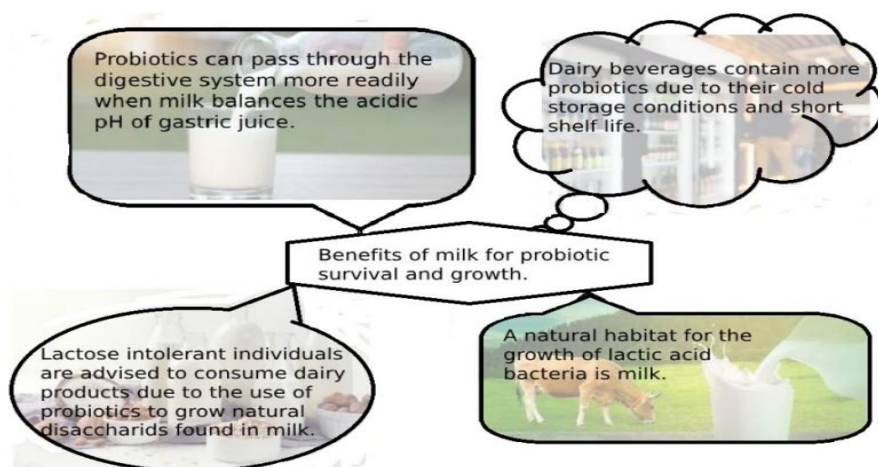 Probiotics can pass through the
digestive system more readily
when milk balances the acidic
pH of gastric juice.
Dairy beverages contain more
probiotics due to their cold
storage conditions and short
shelf life.
Benefits of milk for probiotic
survival and growth.
Lactose intolerant individuals
are advised to consume dairy
products due to the use of
probiotics to grow natural
disaccharids found in milk.
A natural habitat for the
growth of lactic acid
bacteria is milk.